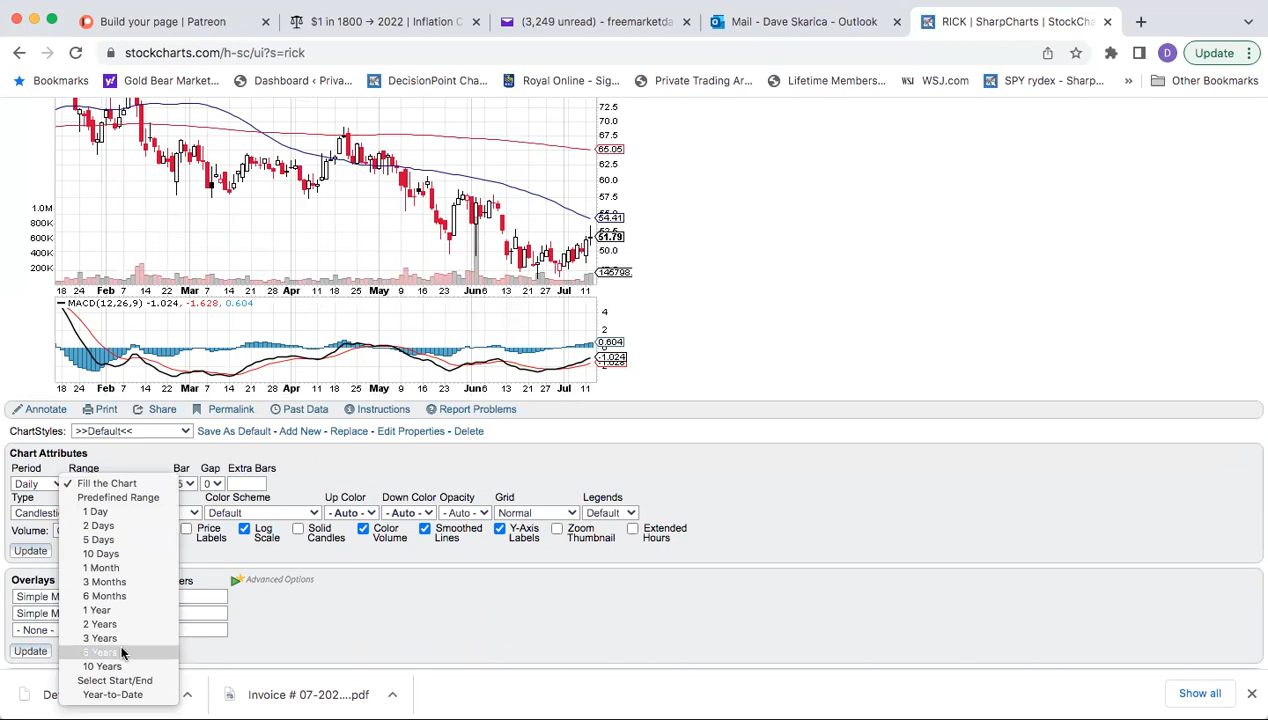 Build your page | Patreon
$1 in 1800 → 2022 | Inflation C
(3,249 unread) - freemarketda
Mail - Dave Skarica - Outlook
RICK | SharpCharts | StockChar
stockcharts.com/h-sc/ui?s=rick
D
Update
Bookmarks
Gold Bear Market...
Dashboard ‹ Priva...
DecisionPoint Cha...
Royal Online - Sig...
Private Trading Ar...
Lifetime Members...
WSJ WSJ.com
SPY rydex - Sharp...
»
Other Bookmarks
72.5
70.0
67.5
65.05
62.5
60.0
57.5
54.41
51.79
50.0
1.0M
800K
600K
400K
200K
145798
18 24 Feb 7 14 22 Mar 7 14 21 28 Apr 11 18 25 May 9 16 23 Jun 6 13 21 27 Jul 11
MACD(12,26,9) -1.024, -1.628, 0.604
4
2
0.604
-1.024
18 24 Feb 7 14 22 Mar 7 14 21 28 Apr 11 18 25 May 9 16 23 Jun 6 13 21 27 Jul 11
Annotate Print Share Permalink Past Data Instructions Report Problems
ChartStyles: >>Default<< Save As Default - Add New - Replace - Edit Properties - Delete
Chart Attributes
Period Range Bar Gap Extra Bars
Daily 5 0
Type Color Scheme Up Color Down Color Opacity Grid Legends
Candlesti Default - Auto - - Auto - - Auto - Normal Default
Volume: Price Labels Log Scale Solid Candles Color Volume Smoothed Lines Y-Axis Labels Zoom Thumbnail Extended Hours
Update
Fill the Chart
Predefined Range
1 Day
2 Days
5 Days
10 Days
1 Month
3 Months
6 Months
1 Year
2 Years
3 Years
5 Years
10 Years
Select Start/End
Year-to-Date
Overlays
ers
Advanced Options
Simple M
Simple M
- None -
Update
De
Invoice # 07-202....pdf
Show all